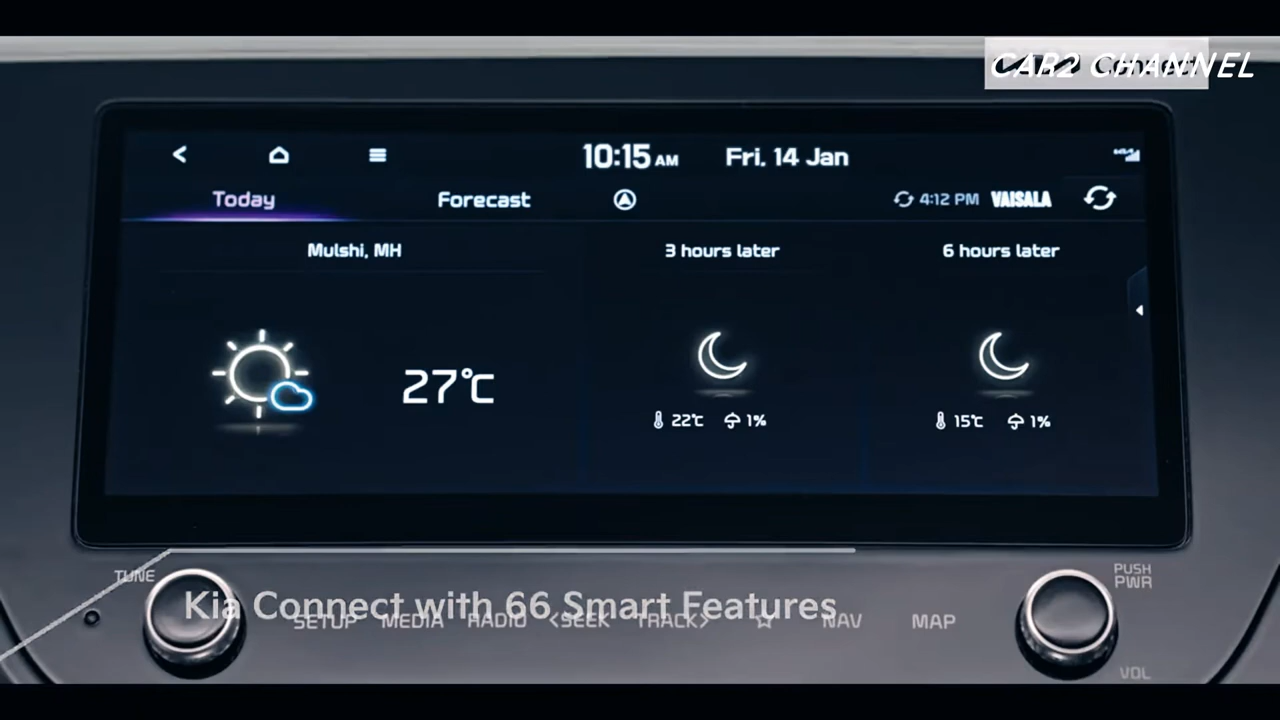 CAR2 CHANNEL
Connect
10:15 AM Fri. 14 Jan
Today Forecast 4:12 PM VAISALA
Mulshi, MH 3 hours later 6 hours later
27℃
22℃ 1% 15℃ 1%
TUNE
PUSH
PWR
Kia Connect with 66 Smart Features
SETUP MEDIA RADIO <SEEK TRACK> NAV MAP
VOL